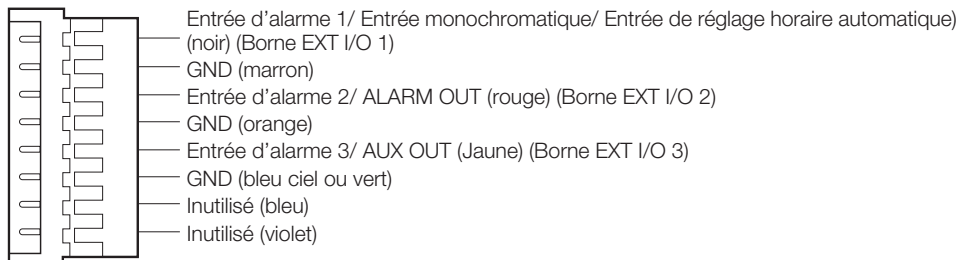 Entrée d’alarme 1/ Entrée monochromatique/ Entrée de réglage horaire automatique)
(noir) (Borne EXT I/O 1)
GND (marron)
Entrée d’alarme 2/ ALARM OUT (rouge) (Borne EXT I/O 2)
GND (orange)
Entrée d’alarme 3/ AUX OUT (Jaune) (Borne EXT I/O 3)
GND (bleu ciel ou vert)
Inutilisé (bleu)
Inutilisé (violet)